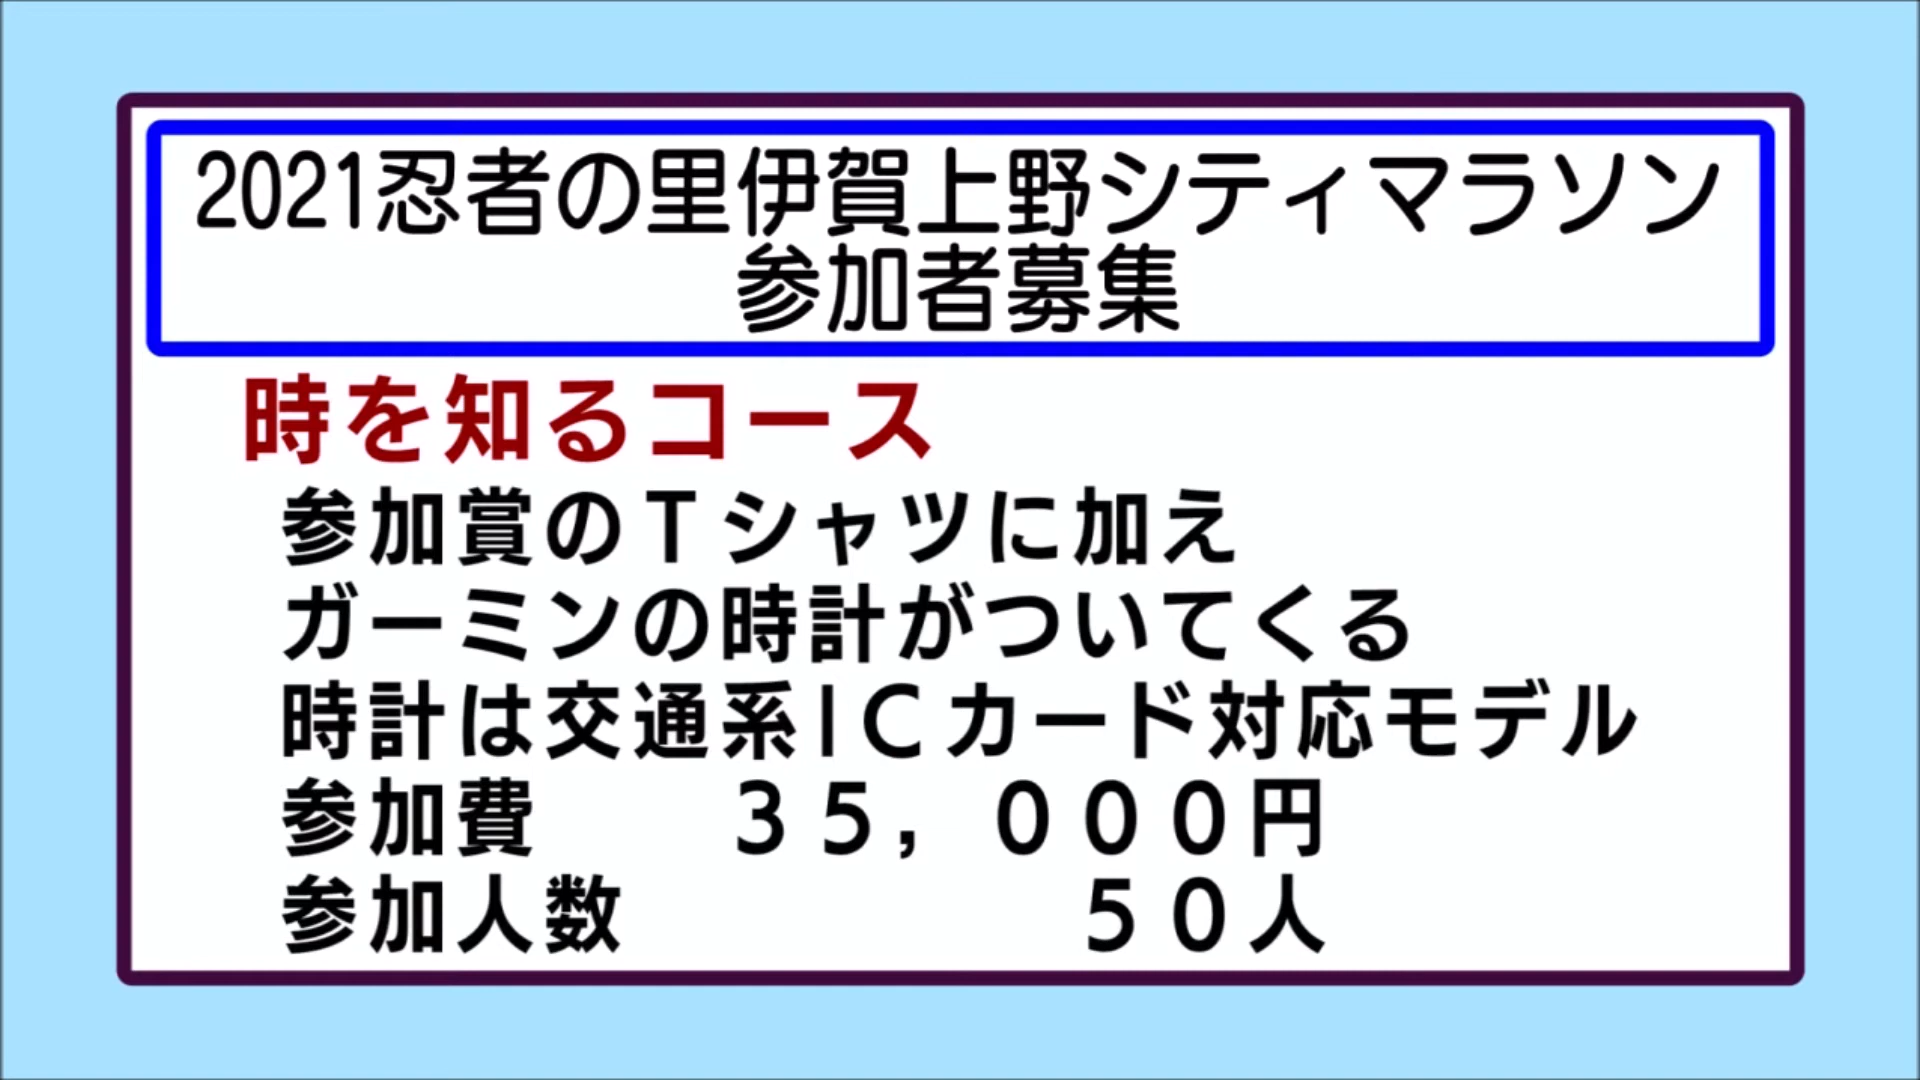 2021忍者の里伊賀上野シティマラソン
参加者募集
時を知るコース
参加賞のTシャツに加え
ガーミンの時計がついてくる
時計は交通系ICカード対応モデル
参加費　　35,000円
参加人数　　　　　50人